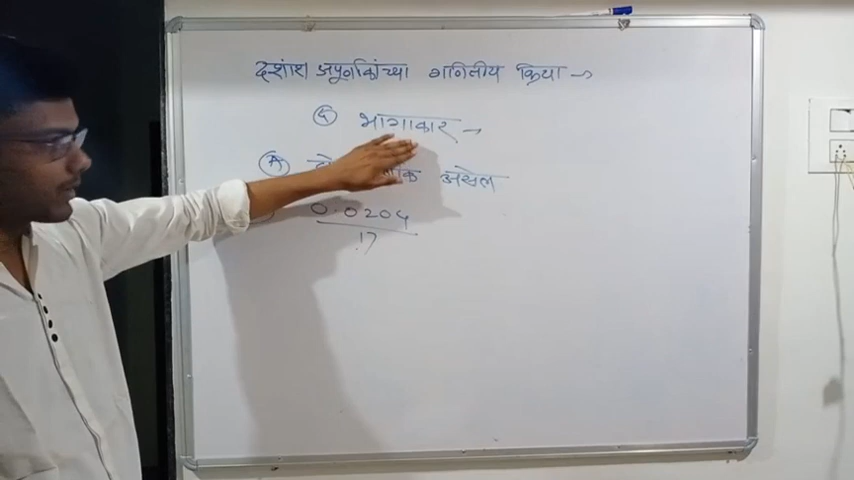 दशांश अपूर्णांकांच्या गणितीय क्रिया →
भागाकार →
(A) असेल
0.0204
17